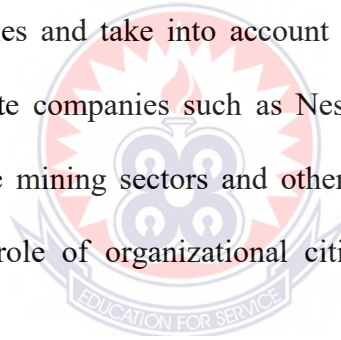 es and take into account
te companies such as Nes
e mining sectors and other
role of organizational citi
EDUCATION FOR SERVICE